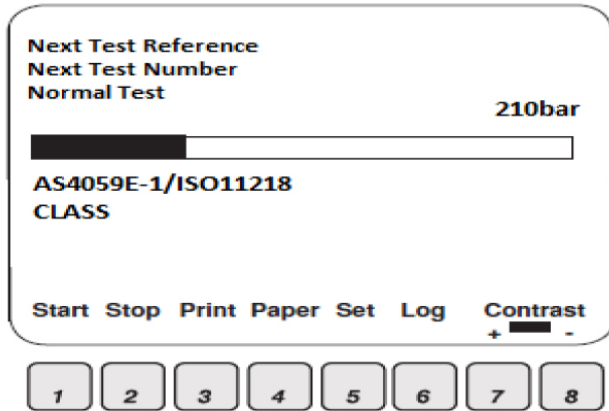 Next Test Reference
Next Test Number
Normal Test
210bar
AS4059E-1/ISO11218
CLASS
Start Stop Print Paper Set Log Contrast
+ -
1 2 3 4 5 6 7 8